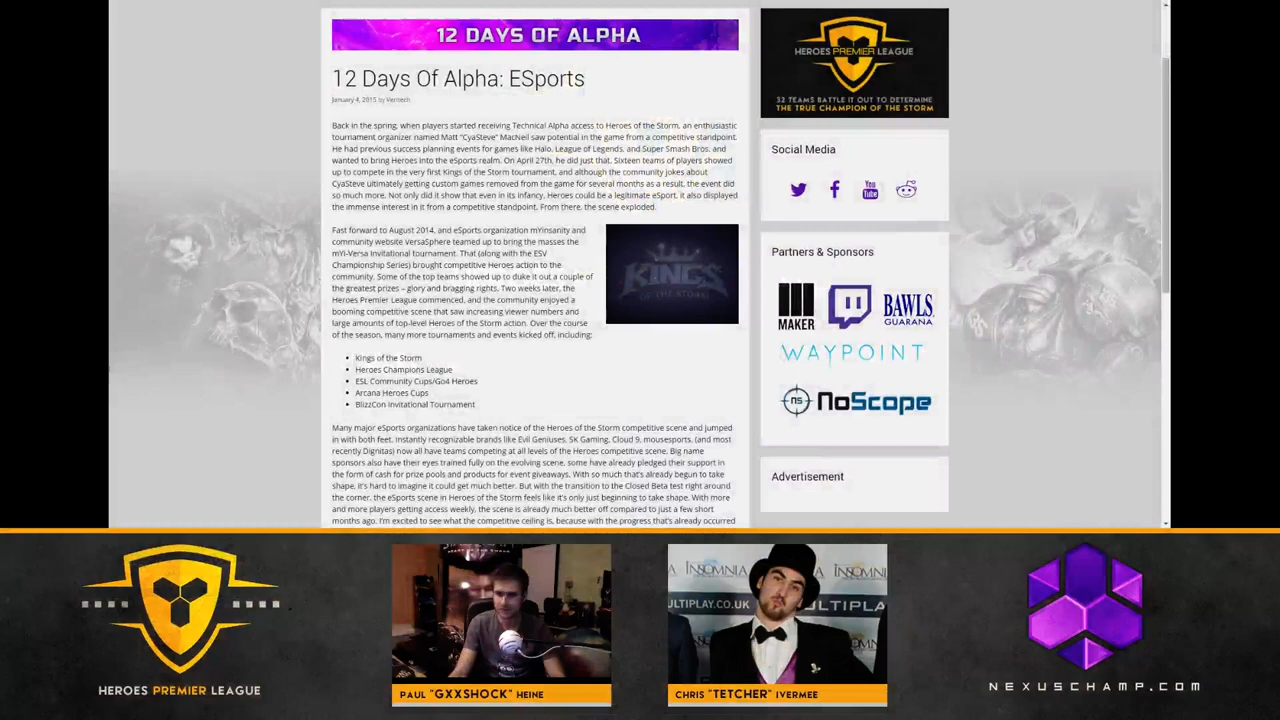 12 DAYS OF ALPHA
12 Days Of Alpha: ESports
January 4, 2015 by Ventech
Back in the spring, when players started receiving Technical Alpha access to Heroes of the Storm, an enthusiastic
tournament organizer named Matt "CyaSteve" MacNeil saw potential in the game from a competitive standpoint.
He had previous success planning events for games like Halo, League of Legends, and Super Smash Bros. and
wanted to bring Heroes into the eSports realm. On April 27th, he did just that. Sixteen teams of players showed
up to compete in the very first Kings of the Storm tournament, and although the community jokes about
CyaSteve ultimately getting custom games removed from the game for several months as a result, the event did
so much more. Not only did it show that even in its infancy, Heroes could be a legitimate eSport, it also displayed
the immense interest in it from a competitive standpoint. From there, the scene exploded.
Fast forward to August 2014, and eSports organization mYinsanity and
community website VersaSphere teamed up to bring the masses the
mYi-Versa Invitational tournament. That (along with the ESV
Championship Series) brought competitive Heroes action to the
community. Some of the top teams showed up to duke it out a couple of
the greatest prizes – glory and bragging rights. Two weeks later, the
Heroes Premier League commenced, and the community enjoyed a
booming competitive scene that saw increasing viewer numbers and
large amounts of top-level Heroes of the Storm action. Over the course
of the season, many more tournaments and events kicked off, including:
KINGS
OF THE STORM
• Kings of the Storm
• Heroes Champions League
• ESL Community Cups/Go4 Heroes
• Arcana Heroes Cups
• BlizzCon Invitational Tournament
Many major eSports organizations have taken notice of the Heroes of the Storm competitive scene and jumped
in with both feet. Instantly recognizable brands like Evil Geniuses, SK Gaming, Cloud 9, mousesports, (and most
recently Dignitas) now all have teams competing at all levels of the Heroes competitive scene. Big name
sponsors also have their eyes trained fully on the evolving scene, some have already pledged their support in
the form of cash for prize pools and products for event giveaways. With so much that's already begun to take
shape, it's hard to imagine it could get much better. But with the transition to the Closed Beta test right around
the corner, the eSports scene in Heroes of the Storm feels like it's only just beginning to take shape. With more
and more players getting access weekly, the scene is already much better off compared to just a few short
months ago. I'm excited to see what the competitive ceiling is, because with the progress that's already occurred
HEROES PREMIER LEAGUE
32 TEAMS BATTLE IT OUT TO DETERMINE
THE TRUE CHAMPION OF THE STORM
Social Media
You
Tube
Partners & Sponsors
MAKER
BAWLS
GUARANA
WAYPOINT
ns NoScope
Advertisement
HEROES PREMIER LEAGUE
PAUL "GXXSHOCK" HEINE
INSOMNIA
INSOMNIA
ULTIPLAY.CO.UK
ULTIPLA
CHRIS "TETCHER" IVERMEE
NEXUSCHAMP.COM